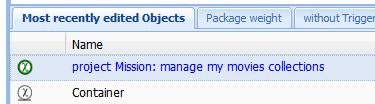 Most recently edited Objects Package weight without Trigger
Name
project Mission: manage my movies collections
Container